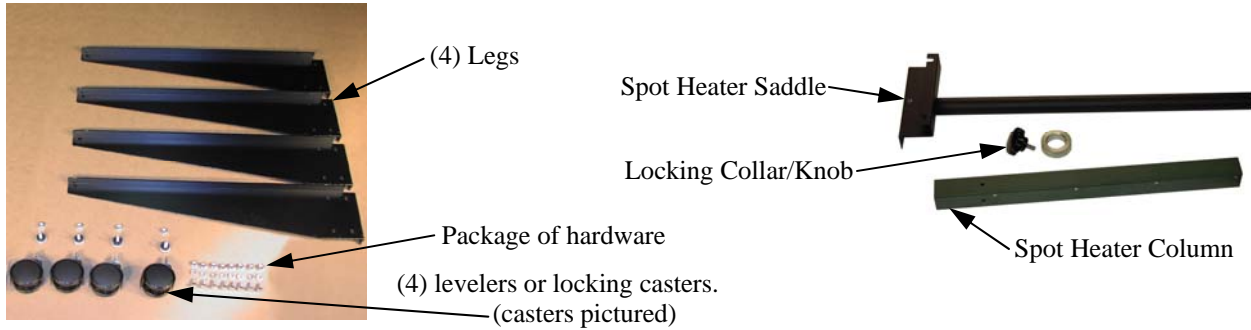 (4) Legs
Package of hardware
(4) levelers or locking casters.
(casters pictured)
Spot Heater Saddle
Locking Collar/Knob
Spot Heater Column